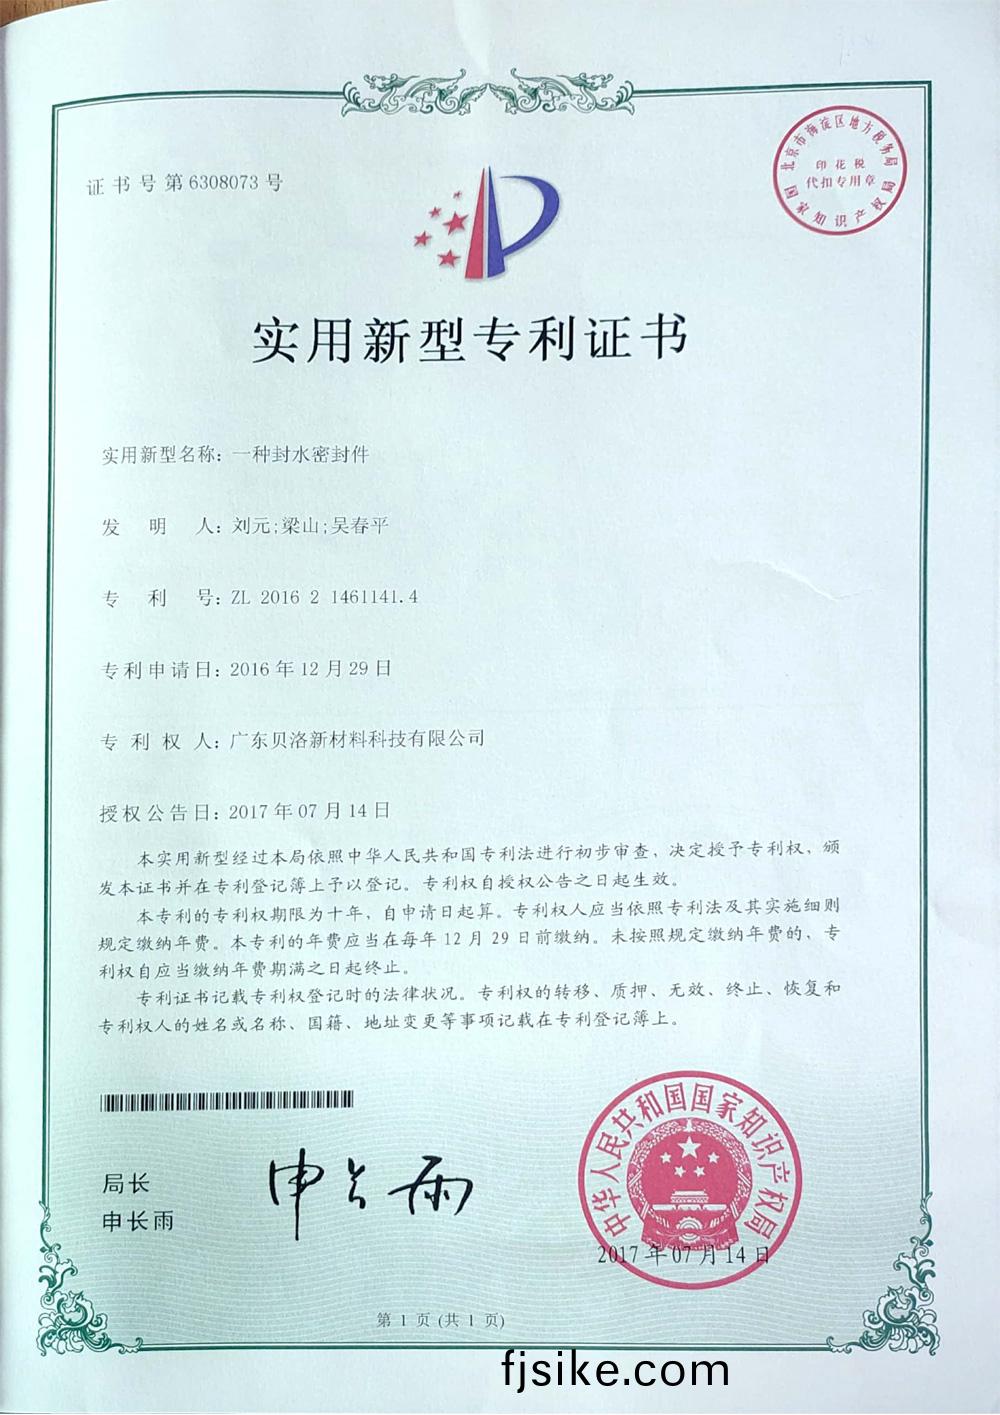 证书号第6308073号
北京市海淀区地方税务局
印花税
代扣专用章
国家知识产权局
实用新型专利证书
实用新型名称：一种封水密封件
发明人：刘元;梁山;吴春平
专利号：ZL 2016 2 1461141.4
专利申请日：2016年12月29日
专利权人：广东贝洛新材料科技有限公司
授权公告日：2017年07月14日
本实用新型经过本局依照中华人民共和国专利法进行初步审查，决定授予专利权，颁
发本证书并在专利登记簿上予以登记。专利权自授权公告之日起生效。
本专利的专利权期限为十年，自申请日起算。专利权人应当依照专利法及其实施细则
规定缴纳年费。本专利的年费应当在每年12月29日前缴纳。未按照规定缴纳年费的，专
利权自应当缴纳年费期满之日起终止。
专利证书记载专利权登记时的法律状况。专利权的转移、质押、无效、终止、恢复和
专利权人的姓名或名称、国籍、地址变更等事项记载在专利登记簿上。
局长
申长雨
申长雨
中华人民共和国国家知识产权局
2017年07月14日
第1页(共1页)
fjsike.com